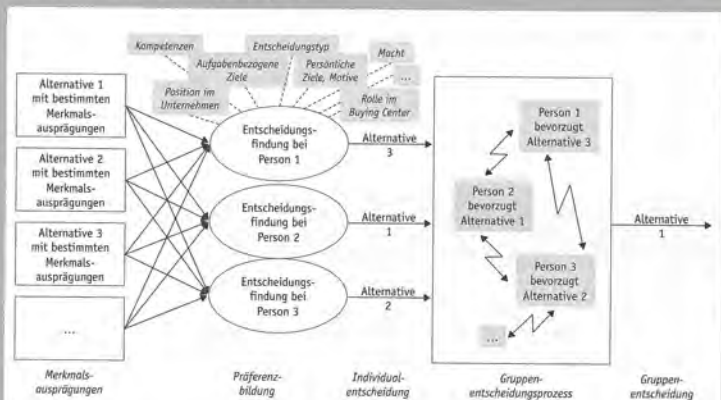 Kompetenzen
Entscheidungstyp
Macht
Aufgabenbezogene
Ziele
Persönliche
Ziele, Motive
...
Position im
Unternehmen
Rolle im
Buying Center
Alternative 1
mit bestimmten
Merkmals-
ausprägungen
Alternative 2
mit bestimmten
Merkmals-
ausprägungen
Alternative 3
mit bestimmten
Merkmals-
ausprägungen
...
Entscheidungs-
findung bei
Person 1
Entscheidungs-
findung bei
Person 2
Entscheidungs-
findung bei
Person 3
Alternative
3
Alternative
1
Alternative
2
Person 1
bevorzugt
Alternative 3
Person 2
bevorzugt
Alternative 1
Person 3
bevorzugt
Alternative 2
...
Alternative
1
Merkmals-
ausprägungen
Präferenz-
bildung
Individual-
entscheidung
Gruppen-
entscheidungsprozess
Gruppen-
entscheidung